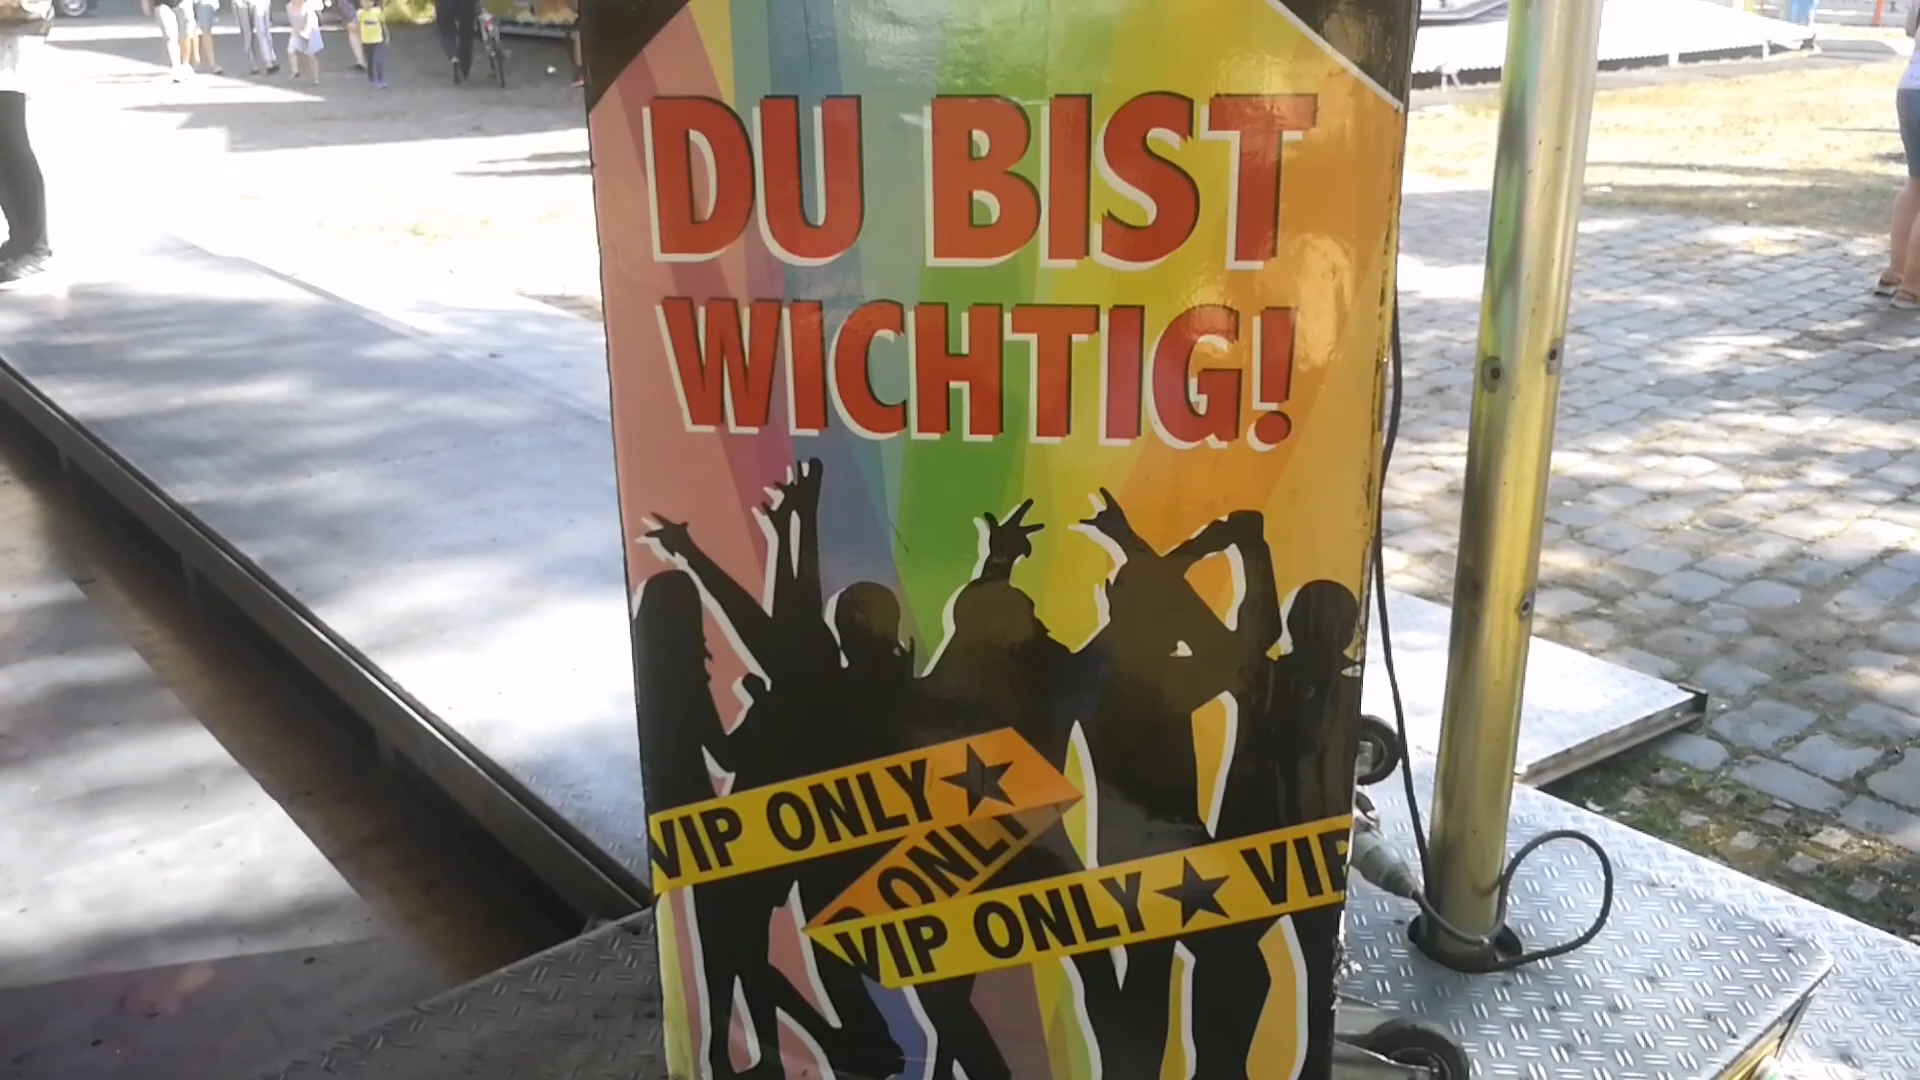 DU BIST
WICHTIG!
VIP ONLY★
ONLY
VIP ONLY★ VIP